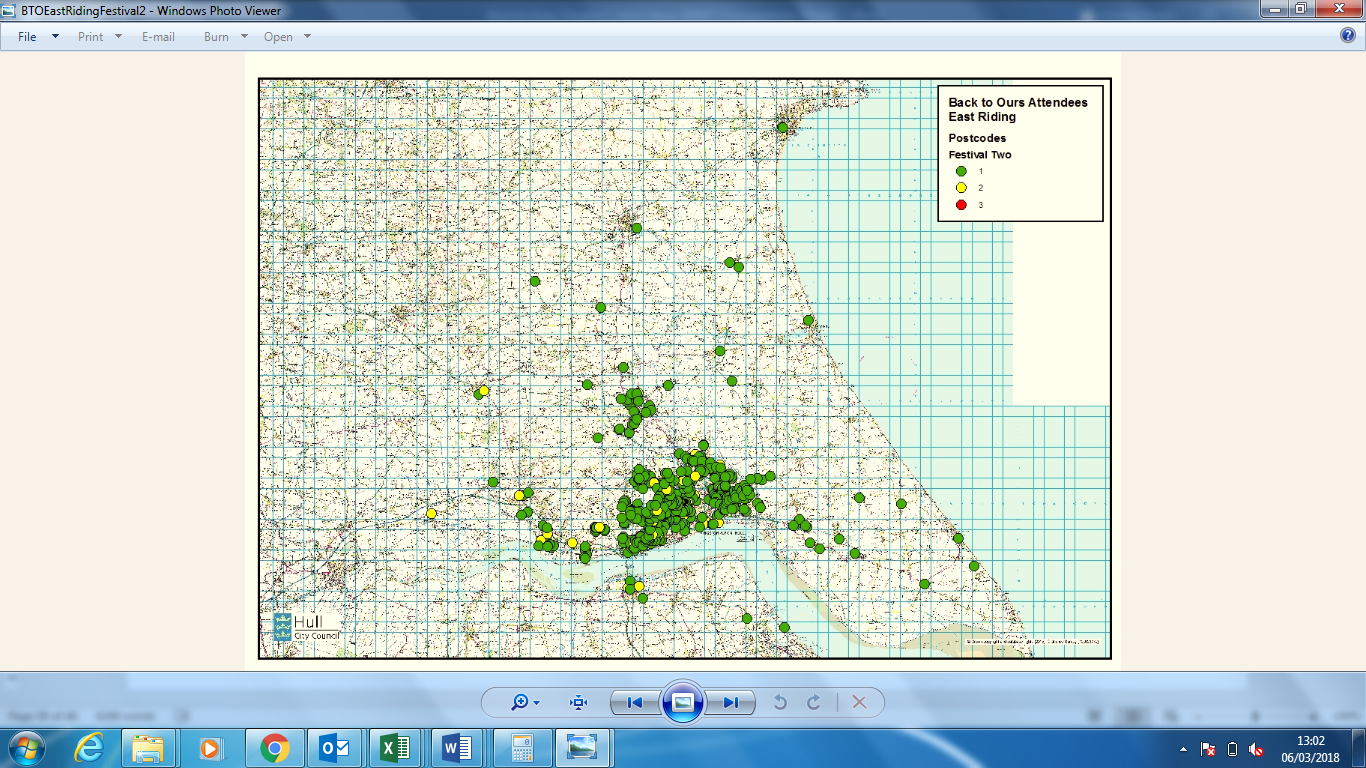 BTOEastRidingFestival2 - Windows Photo Viewer
File Print E-mail Burn Open
Back to Ours Attendees
East Riding
Postcodes
Festival Two
1
2
3
Hull
City Council
13:02
06/03/2018